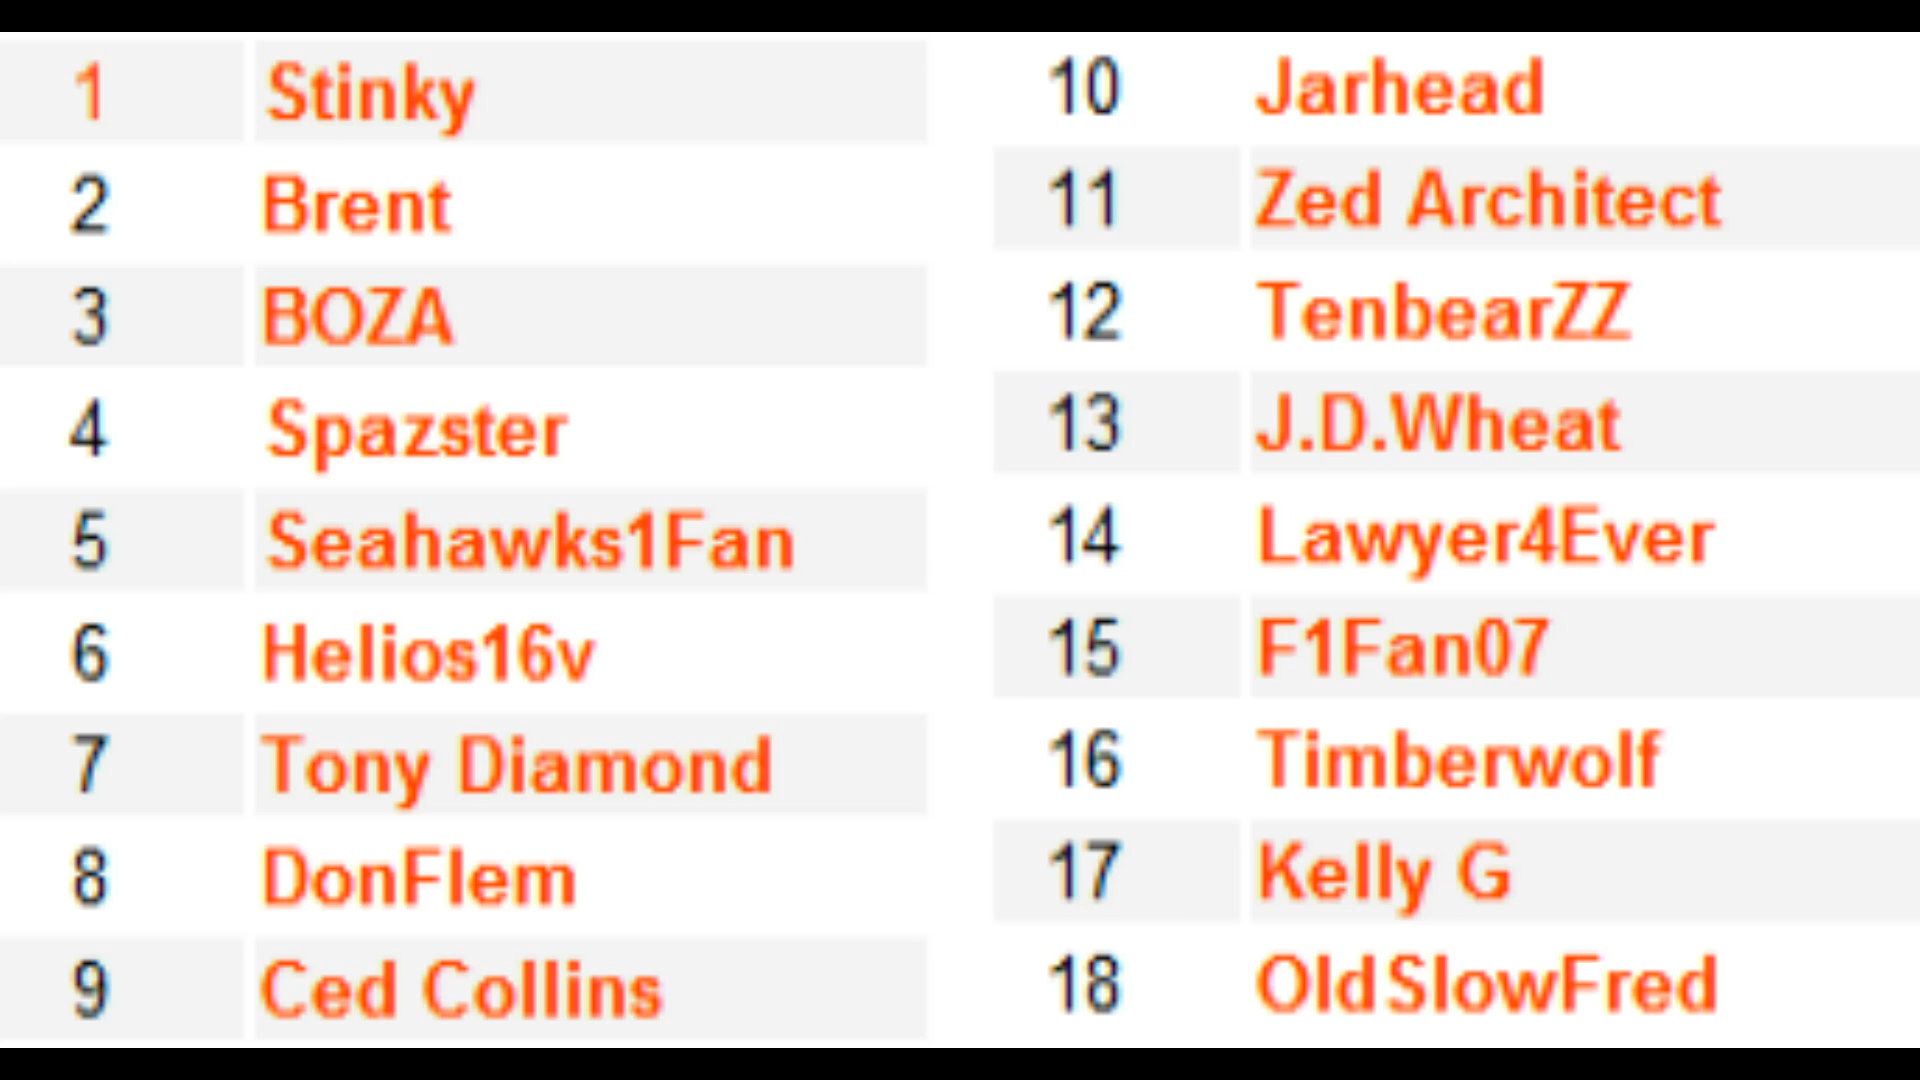 1 Stinky
2 Brent
3 BOZA
4 Spazster
5 Seahawks1Fan
6 Helios16v
7 Tony Diamond
8 DonFlem
9 Ced Collins
10 Jarhead
11 Zed Architect
12 TenbearZZ
13 J.D.Wheat
14 Lawyer4Ever
15 F1Fan07
16 Timberwolf
17 Kelly G
18 OldSlowFred